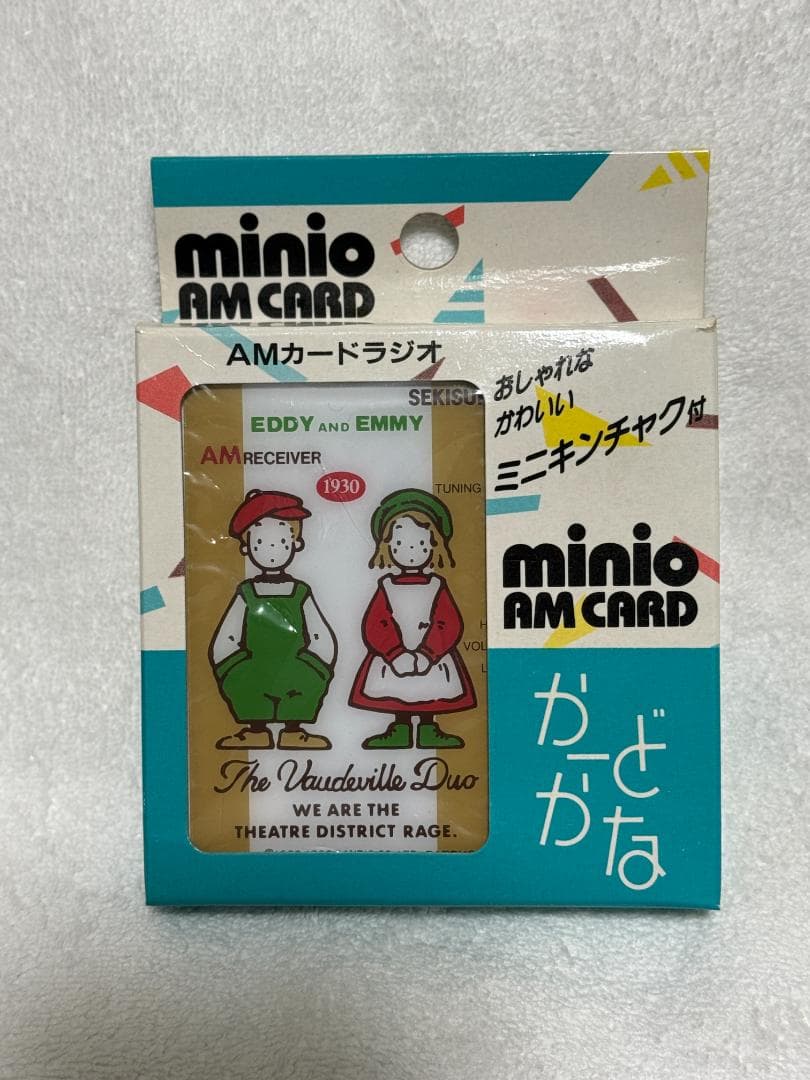 minio
AM CARD
AMカードラジオ
おしゃれな
かわいい
ミニキンチャク付
SEKISUI
EDDY AND EMMY
AM RECEIVER
1930
TUNING
H
VOL
L
minio
AM CARD
The Vaudeville Duo
WE ARE THE
THEATRE DISTRICT RAGE.
かーど
かな